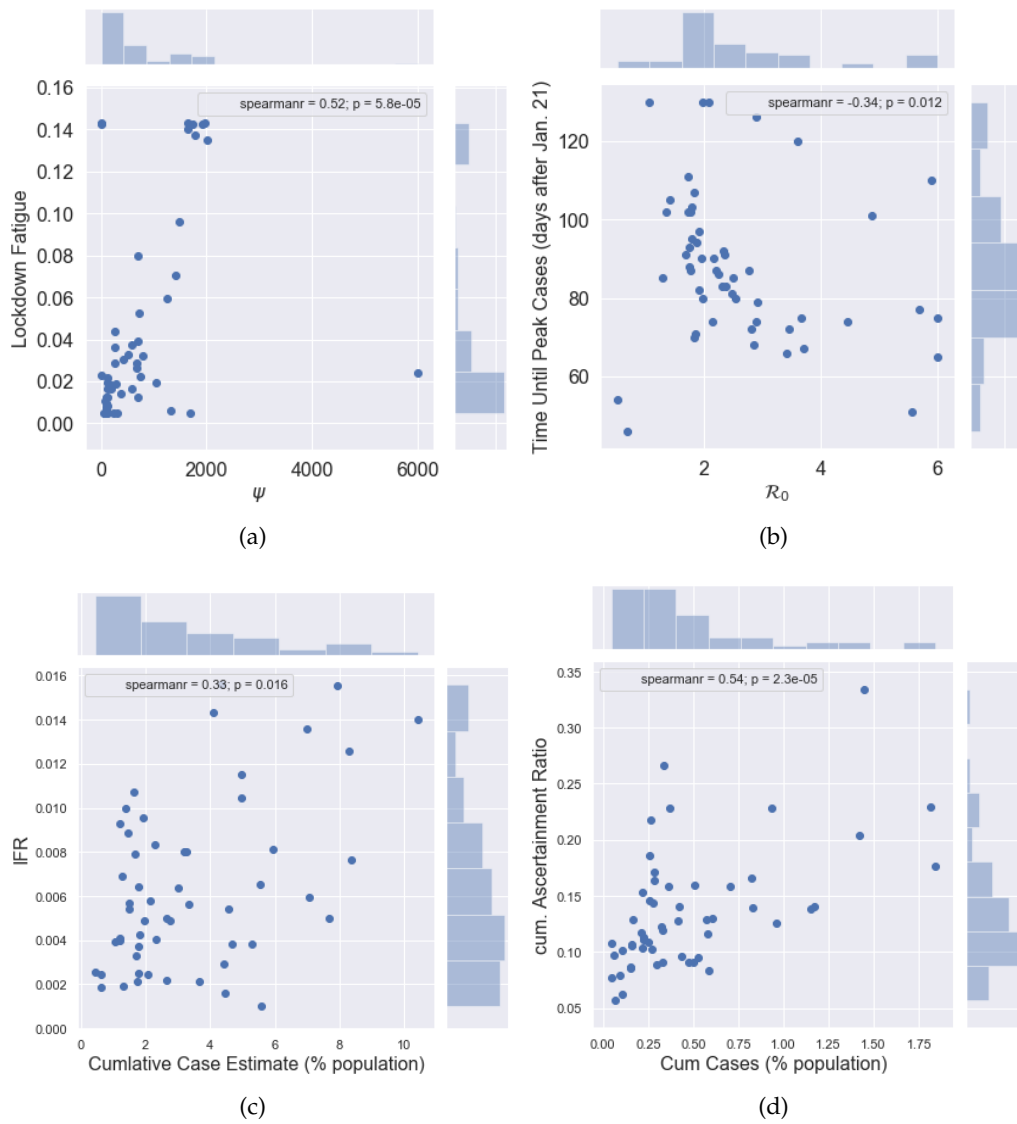 spearmanr = 0.52; p = 5.8e-05
0.16
0.14
0.12
0.10
0.08
0.06
0.04
0.02
0.00
Lockdown Fatigue
0 2000 4000 6000
ψ
(a)
spearmanr = -0.34; p = 0.012
120
100
80
60
Time Until Peak Cases (days after Jan. 21)
2 4 6
R₀
(b)
spearmanr = 0.33; p = 0.016
0.016
0.014
0.012
0.010
0.008
0.006
0.004
0.002
0.000
IFR
0 2 4 6 8 10
Cumlative Case Estimate (% population)
(c)
spearmanr = 0.54; p = 2.3e-05
0.35
0.30
0.25
0.20
0.15
0.10
0.05
cum. Ascertainment Ratio
0.00 0.25 0.50 0.75 1.00 1.25 1.50 1.75
Cum Cases (% population)
(d)